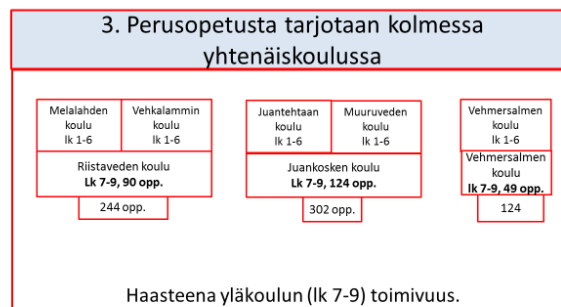 3. Perusopetusta tarjotaan kolmessa
yhtenäiskoulussa
Melalahden
koulu
lk 1-6
Vehkalammin
koulu
lk 1-6
Riistaveden koulu
Lk 7-9, 90 opp.
244 opp.
Juantehtaan
koulu
lk 1-6
Muuruveden
koulu
lk 1-6
Juankosken koulu
Lk 7-9, 124 opp.
302 opp.
Vehmersalmen
koulu
lk 1-6
Vehmersalmen
koulu
lk 7-9, 49 opp.
124
Haasteena yläkoulun (lk 7-9) toimivuus.